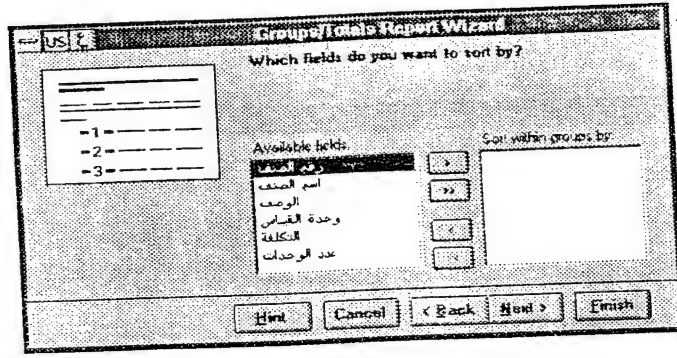 US ع
Groups/Totals Report Wizard
Which fields do you want to sort by?
-1-
-2-
-3-
Available fields:
Sort within groups by:
رقم الصنف
اسم الصنف
الوصف
وحدة القياس
التكلفة
عدد الوحدات
>
>>
<
Hint
Cancel
< Back
Next >
Finish